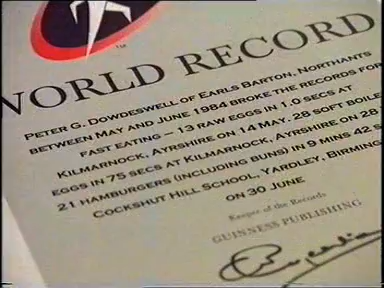 TM
WORLD RECORD
PETER G. DOWDESWELL OF EARLS BARTON, NORTHANTS
BETWEEN MAY AND JUNE 1984 BROKE THE RECORDS FOR
FAST EATING – 13 RAW EGGS IN 1.0 SECS AT
KILMARNOCK, AYRSHIRE ON 14 MAY. 28 SOFT BOILE
EGGS IN 75 SECS AT KILMARNOCK, AYRSHIRE ON 28
21 HAMBURGERS (INCLUDING BUNS) IN 9 MINS 42 S
COCKSHUT HILL SCHOOL, YARDLEY, BIRMING
ON 30 JUNE
Keeper of the Records
GUINNESS PUBLISHING